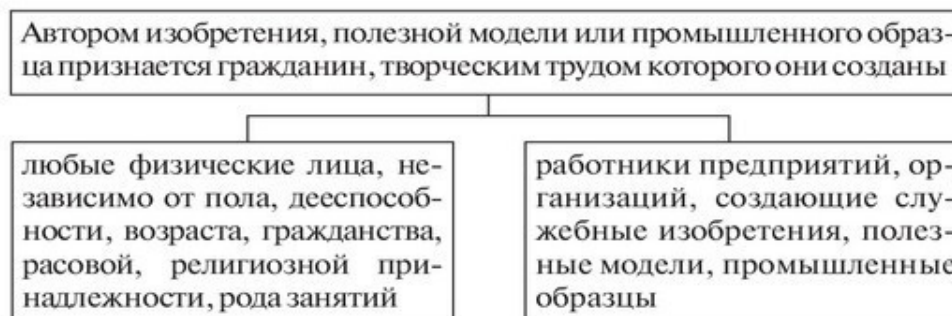 Автором изобретения, полезной модели или промышленного образ-
ца признается гражданин, творческим трудом которого они созданы
любые физические лица, не-
зависимо от пола, дееспособ-
ности, возраста, гражданства,
расовой, религиозной при-
надлежности, рода занятий
работники предприятий, ор-
ганизаций, создающие слу-
жебные изобретения, полез-
ные модели, промышленные
образцы